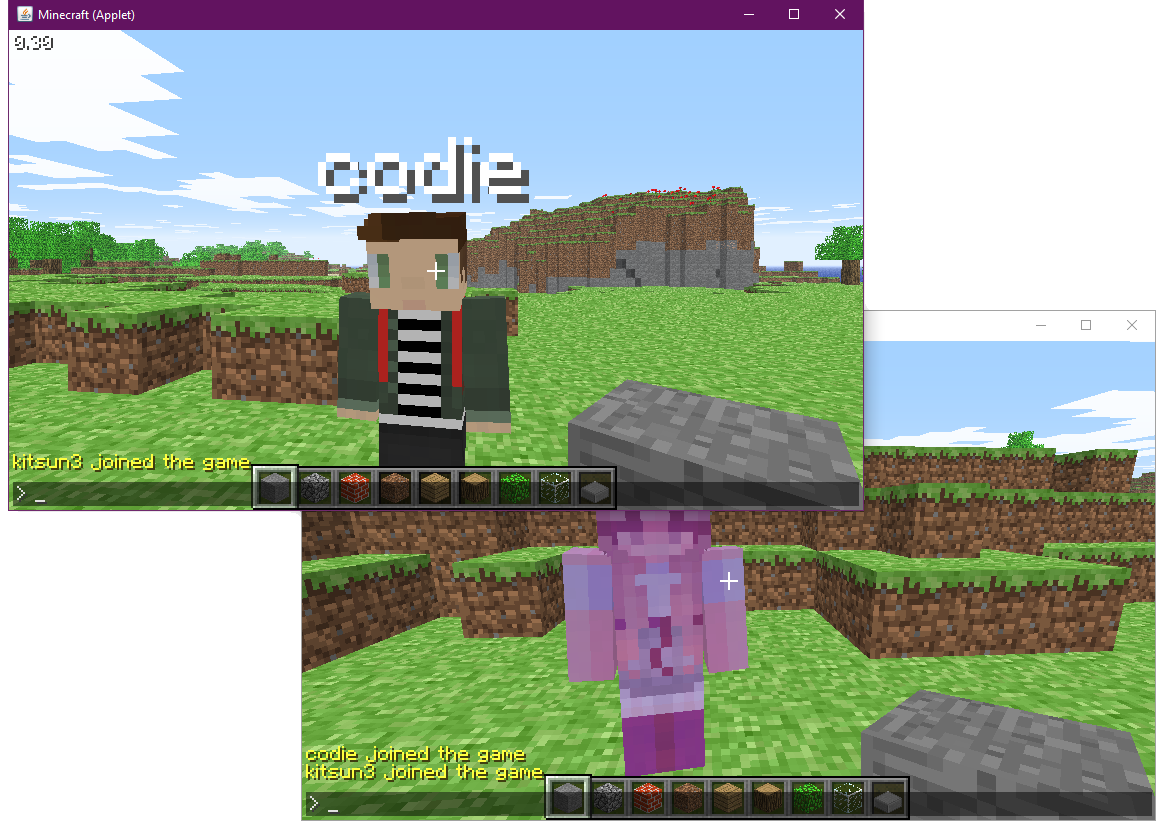 Minecraft (Applet)
0.30
codie
kitsun3 joined the game
> _
codie joined the game
kitsun3 joined the game
> _